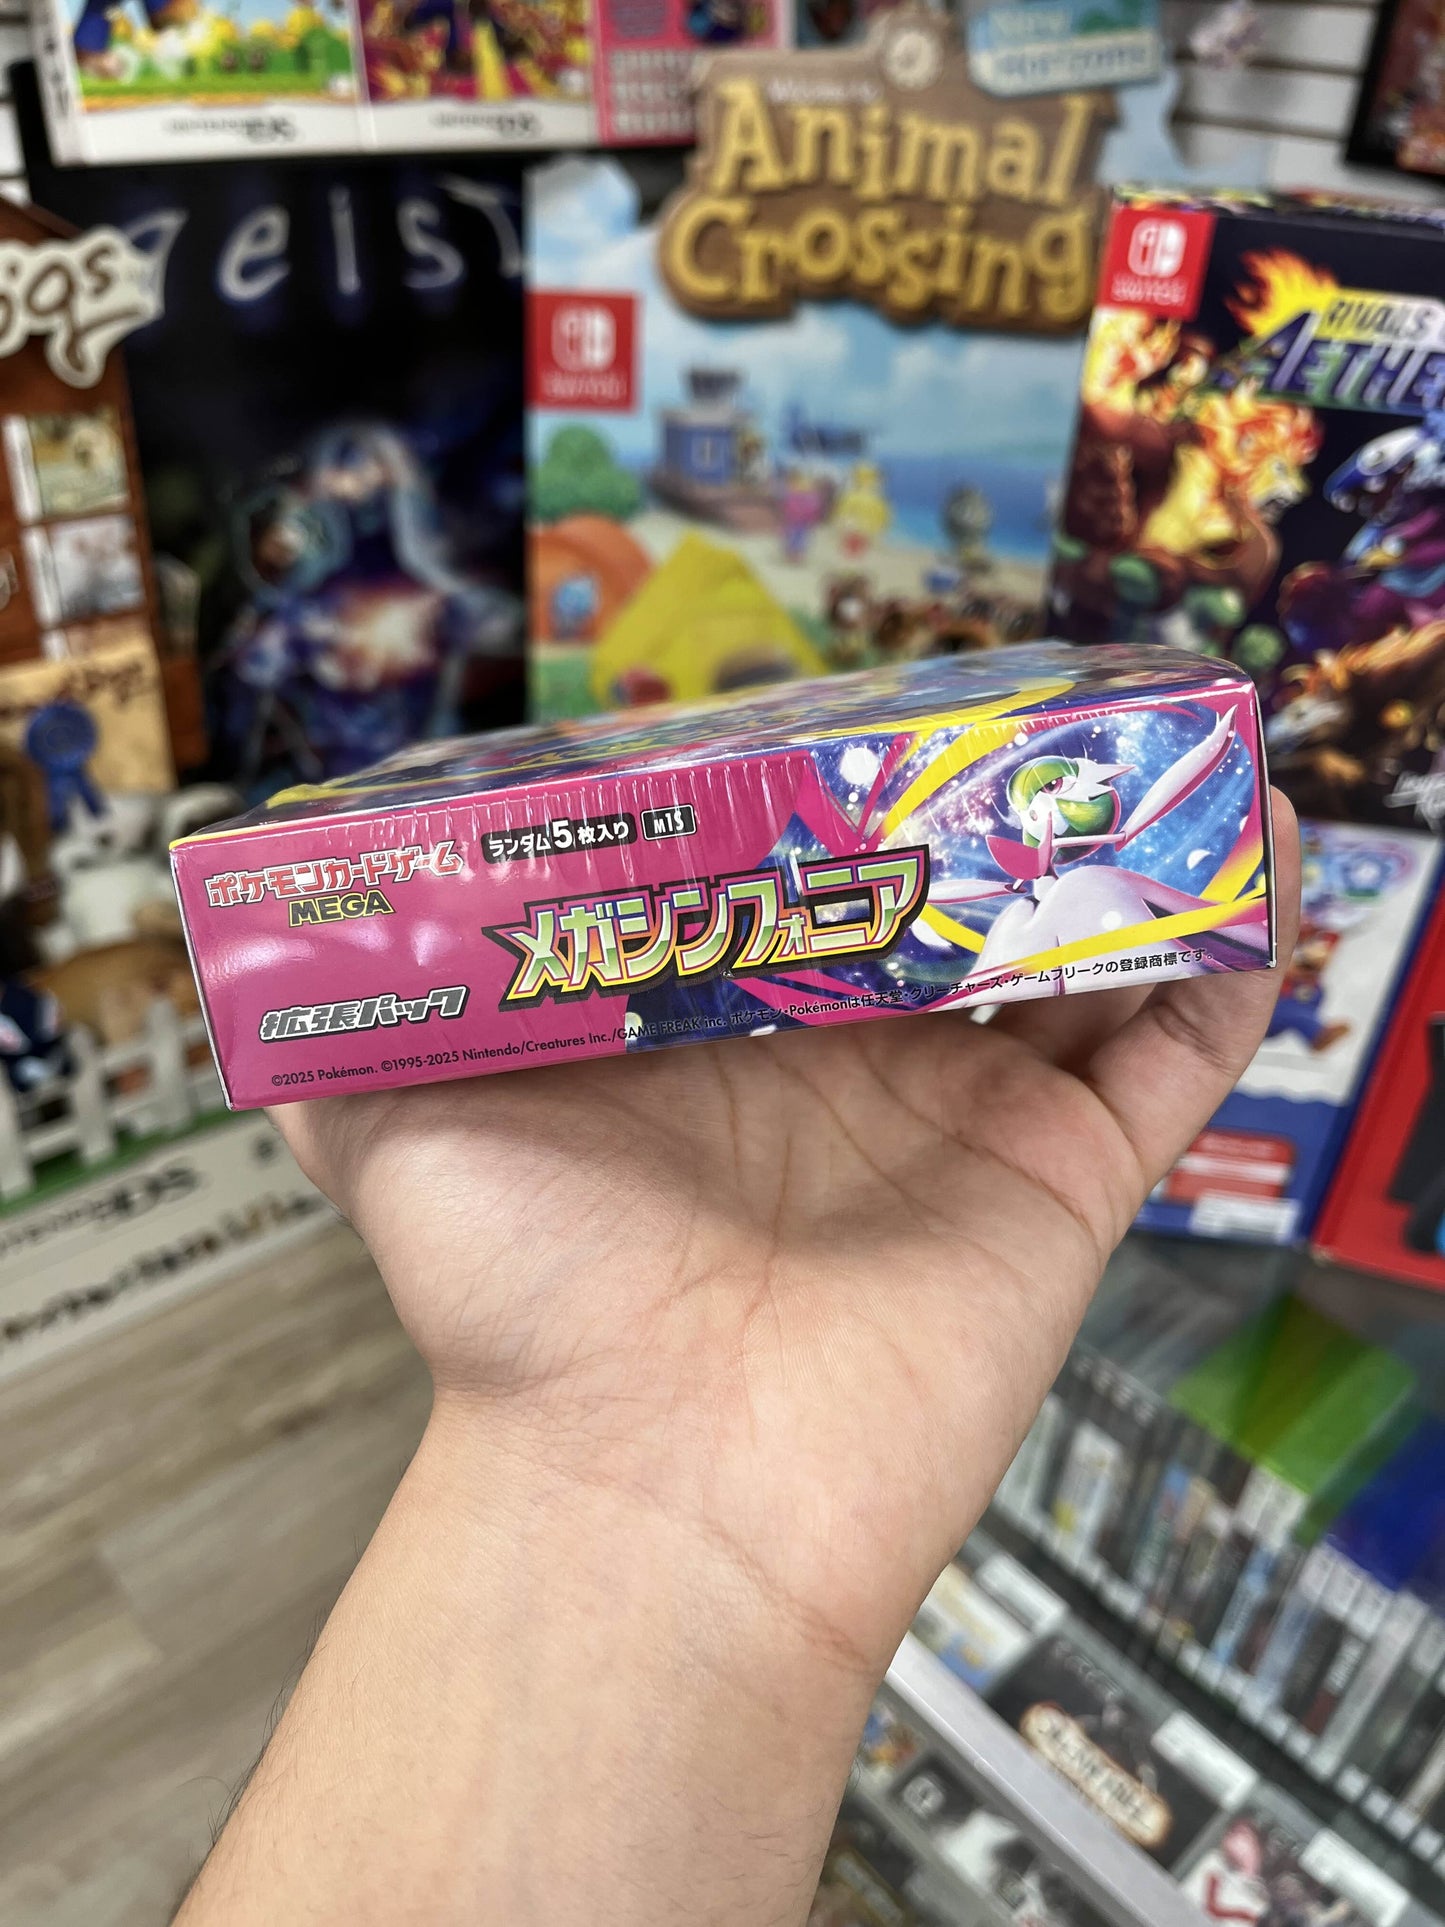 Animal
Crossing
eis
gs
RIVALS
AETHE
SWITCH
ポケモンカードゲーム
MEGA
ランダム5枚入り
M1S
メガシンフォニア
拡張パック
©2025 Pokémon. ©1995-2025 Nintendo/Creatures Inc./GAME FREAK inc. ポケモン・Pokémonは任天堂・クリーチャーズ・ゲームフリークの登録商標です。